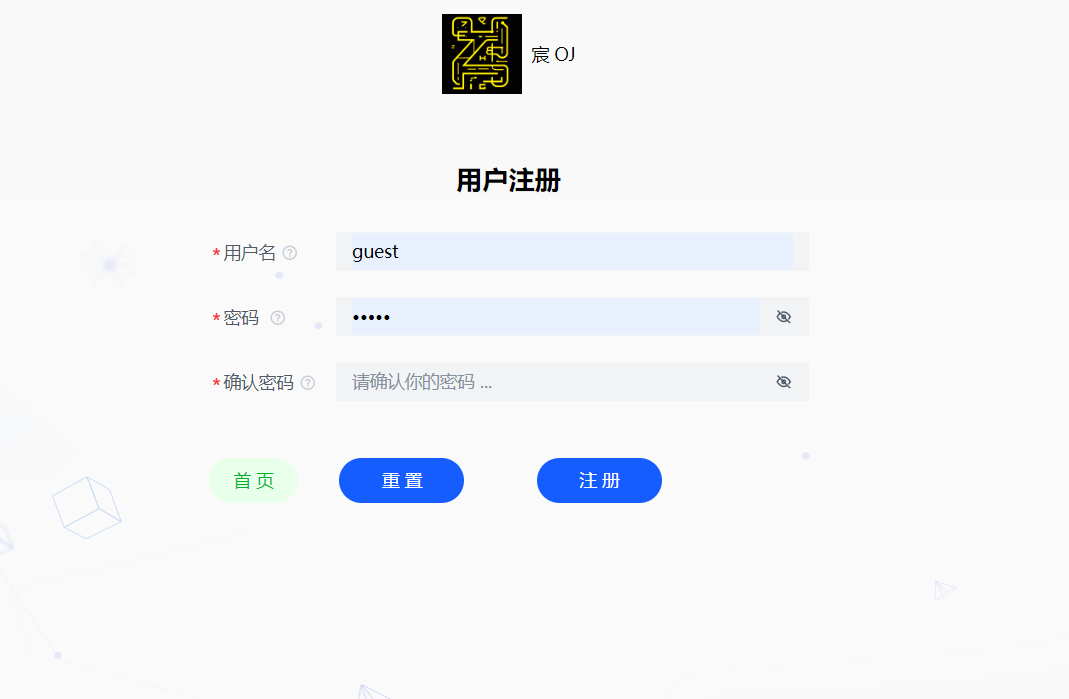 宸 OJ
用户注册
* 用户名
guest
* 密码
•••••
* 确认密码
请确认你的密码 ...
首 页
重 置
注 册